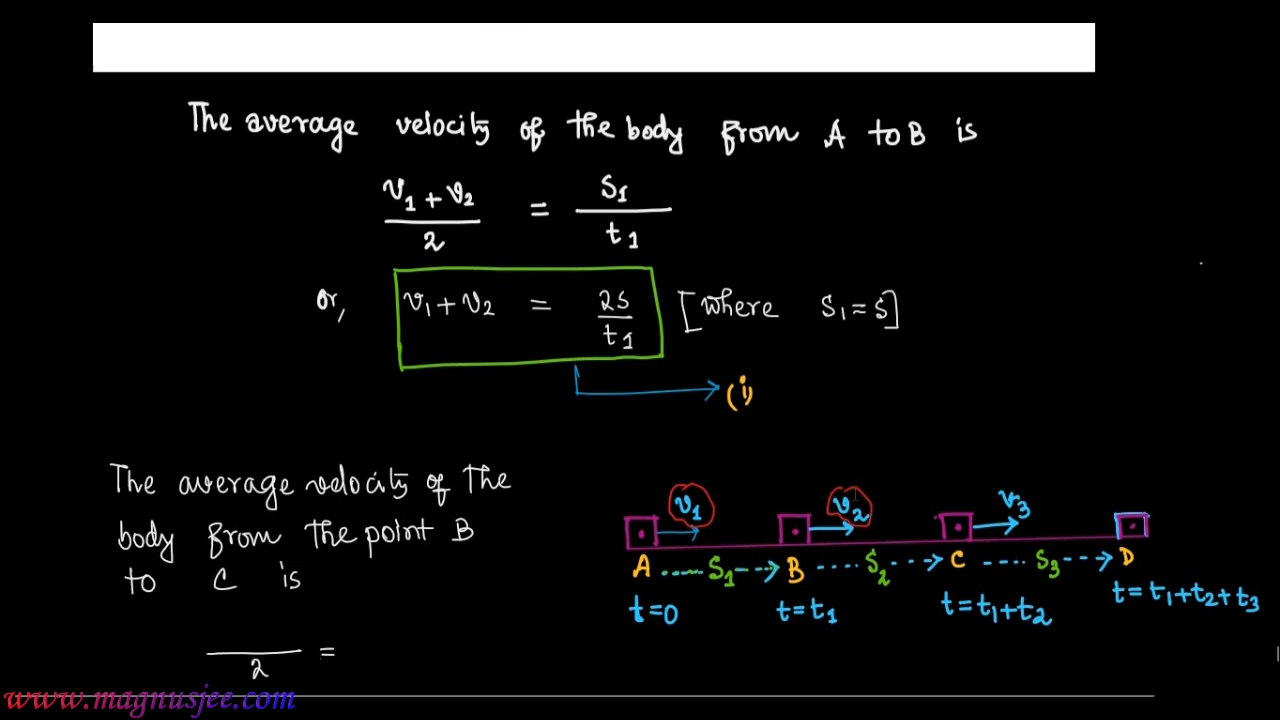 The average velocity of the body from A to B is
v₁ + v₂ / 2 = S₁ / t₁
or, v₁ + v₂ = 2s / t₁ [where S₁ = s]
(i)
The average velocity of the
body from the point B
to C is
/ 2 =
v₁ v₂ v₃
A ..... S₁ --> B ..... S₂ --> C ..... S₃ --> D
t=0 t=t₁ t=t₁+t₂ t=t₁+t₂+t₃
www.magnusjee.com